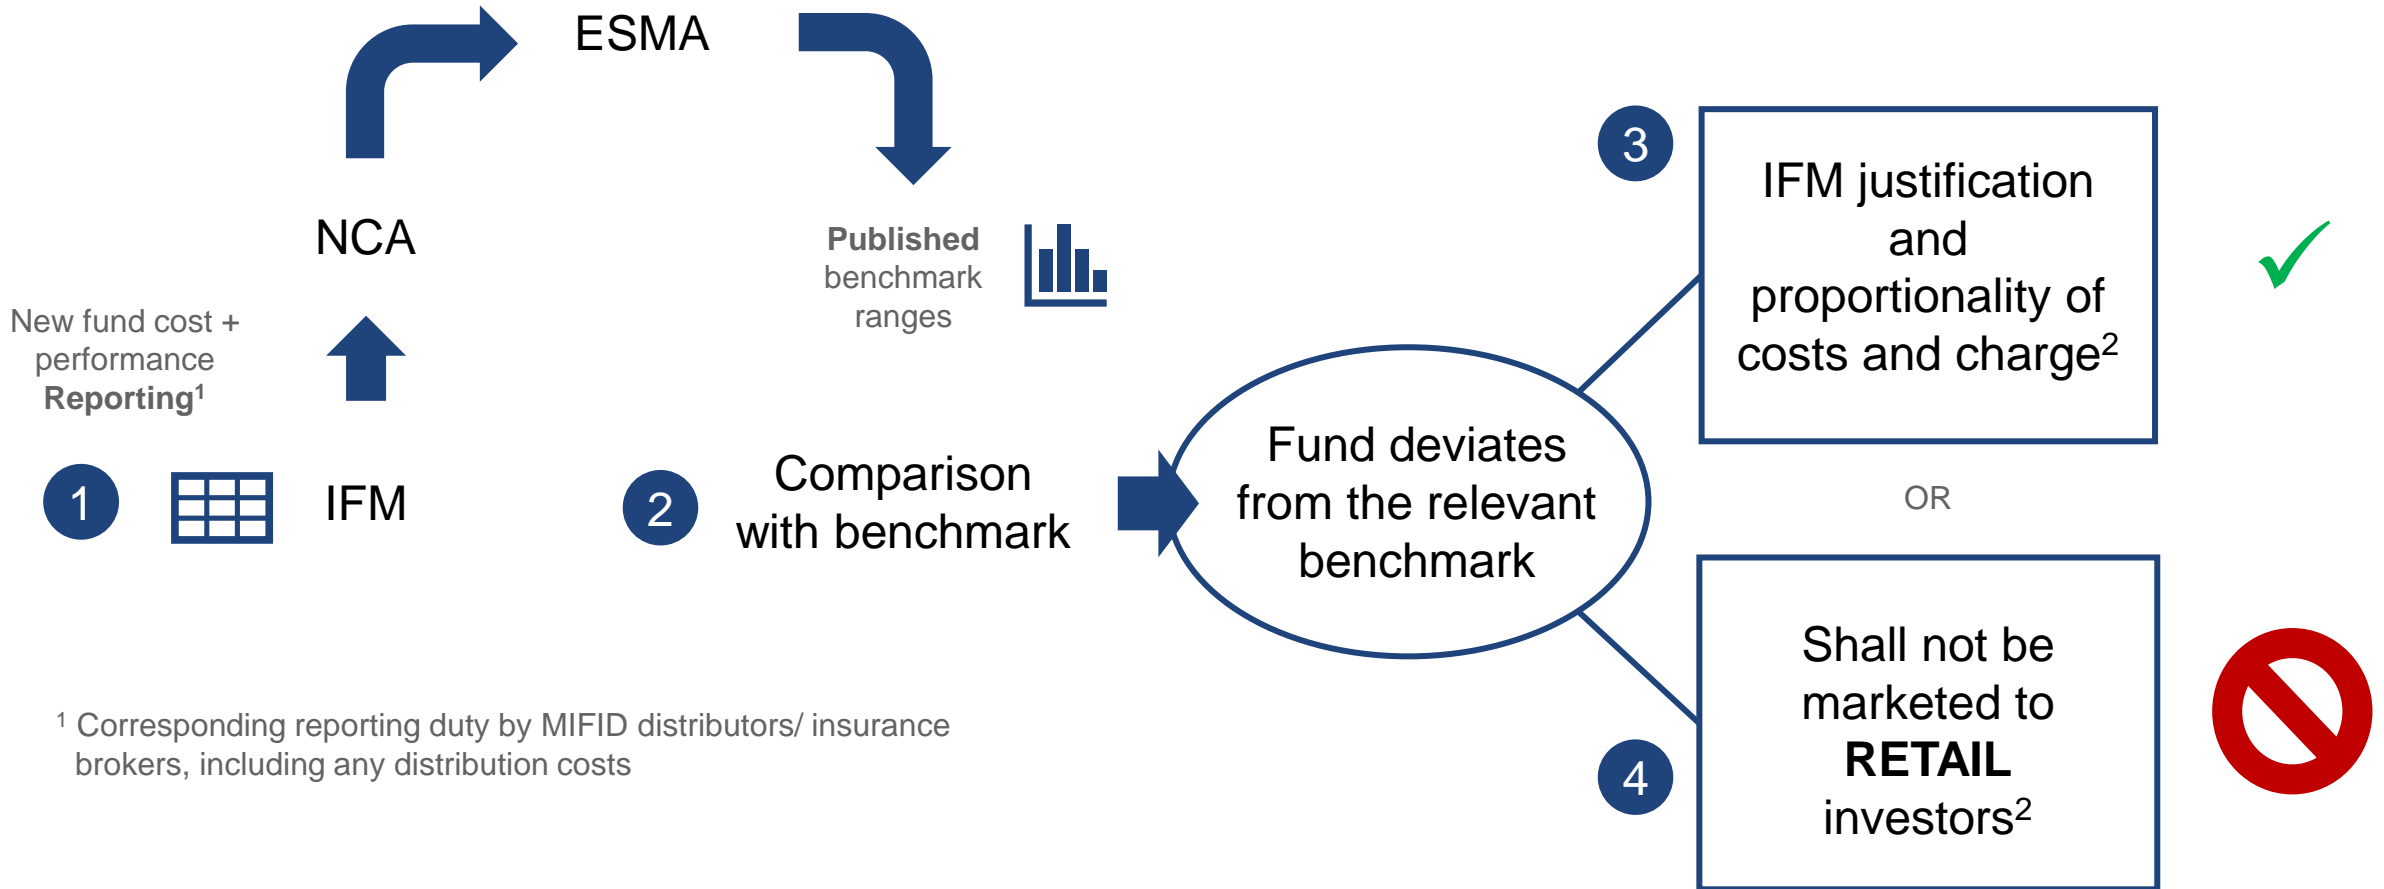 ESMA
NCA
New fund cost +
performance
Reporting¹
1
IFM
Published
benchmark
ranges
2
Comparison
with benchmark
Fund deviates
from the relevant
benchmark
3
IFM justification
and
proportionality of
costs and charge²
OR
4
Shall not be
marketed to
RETAIL
investors²
¹ Corresponding reporting duty by MIFID distributors/ insurance
brokers, including any distribution costs